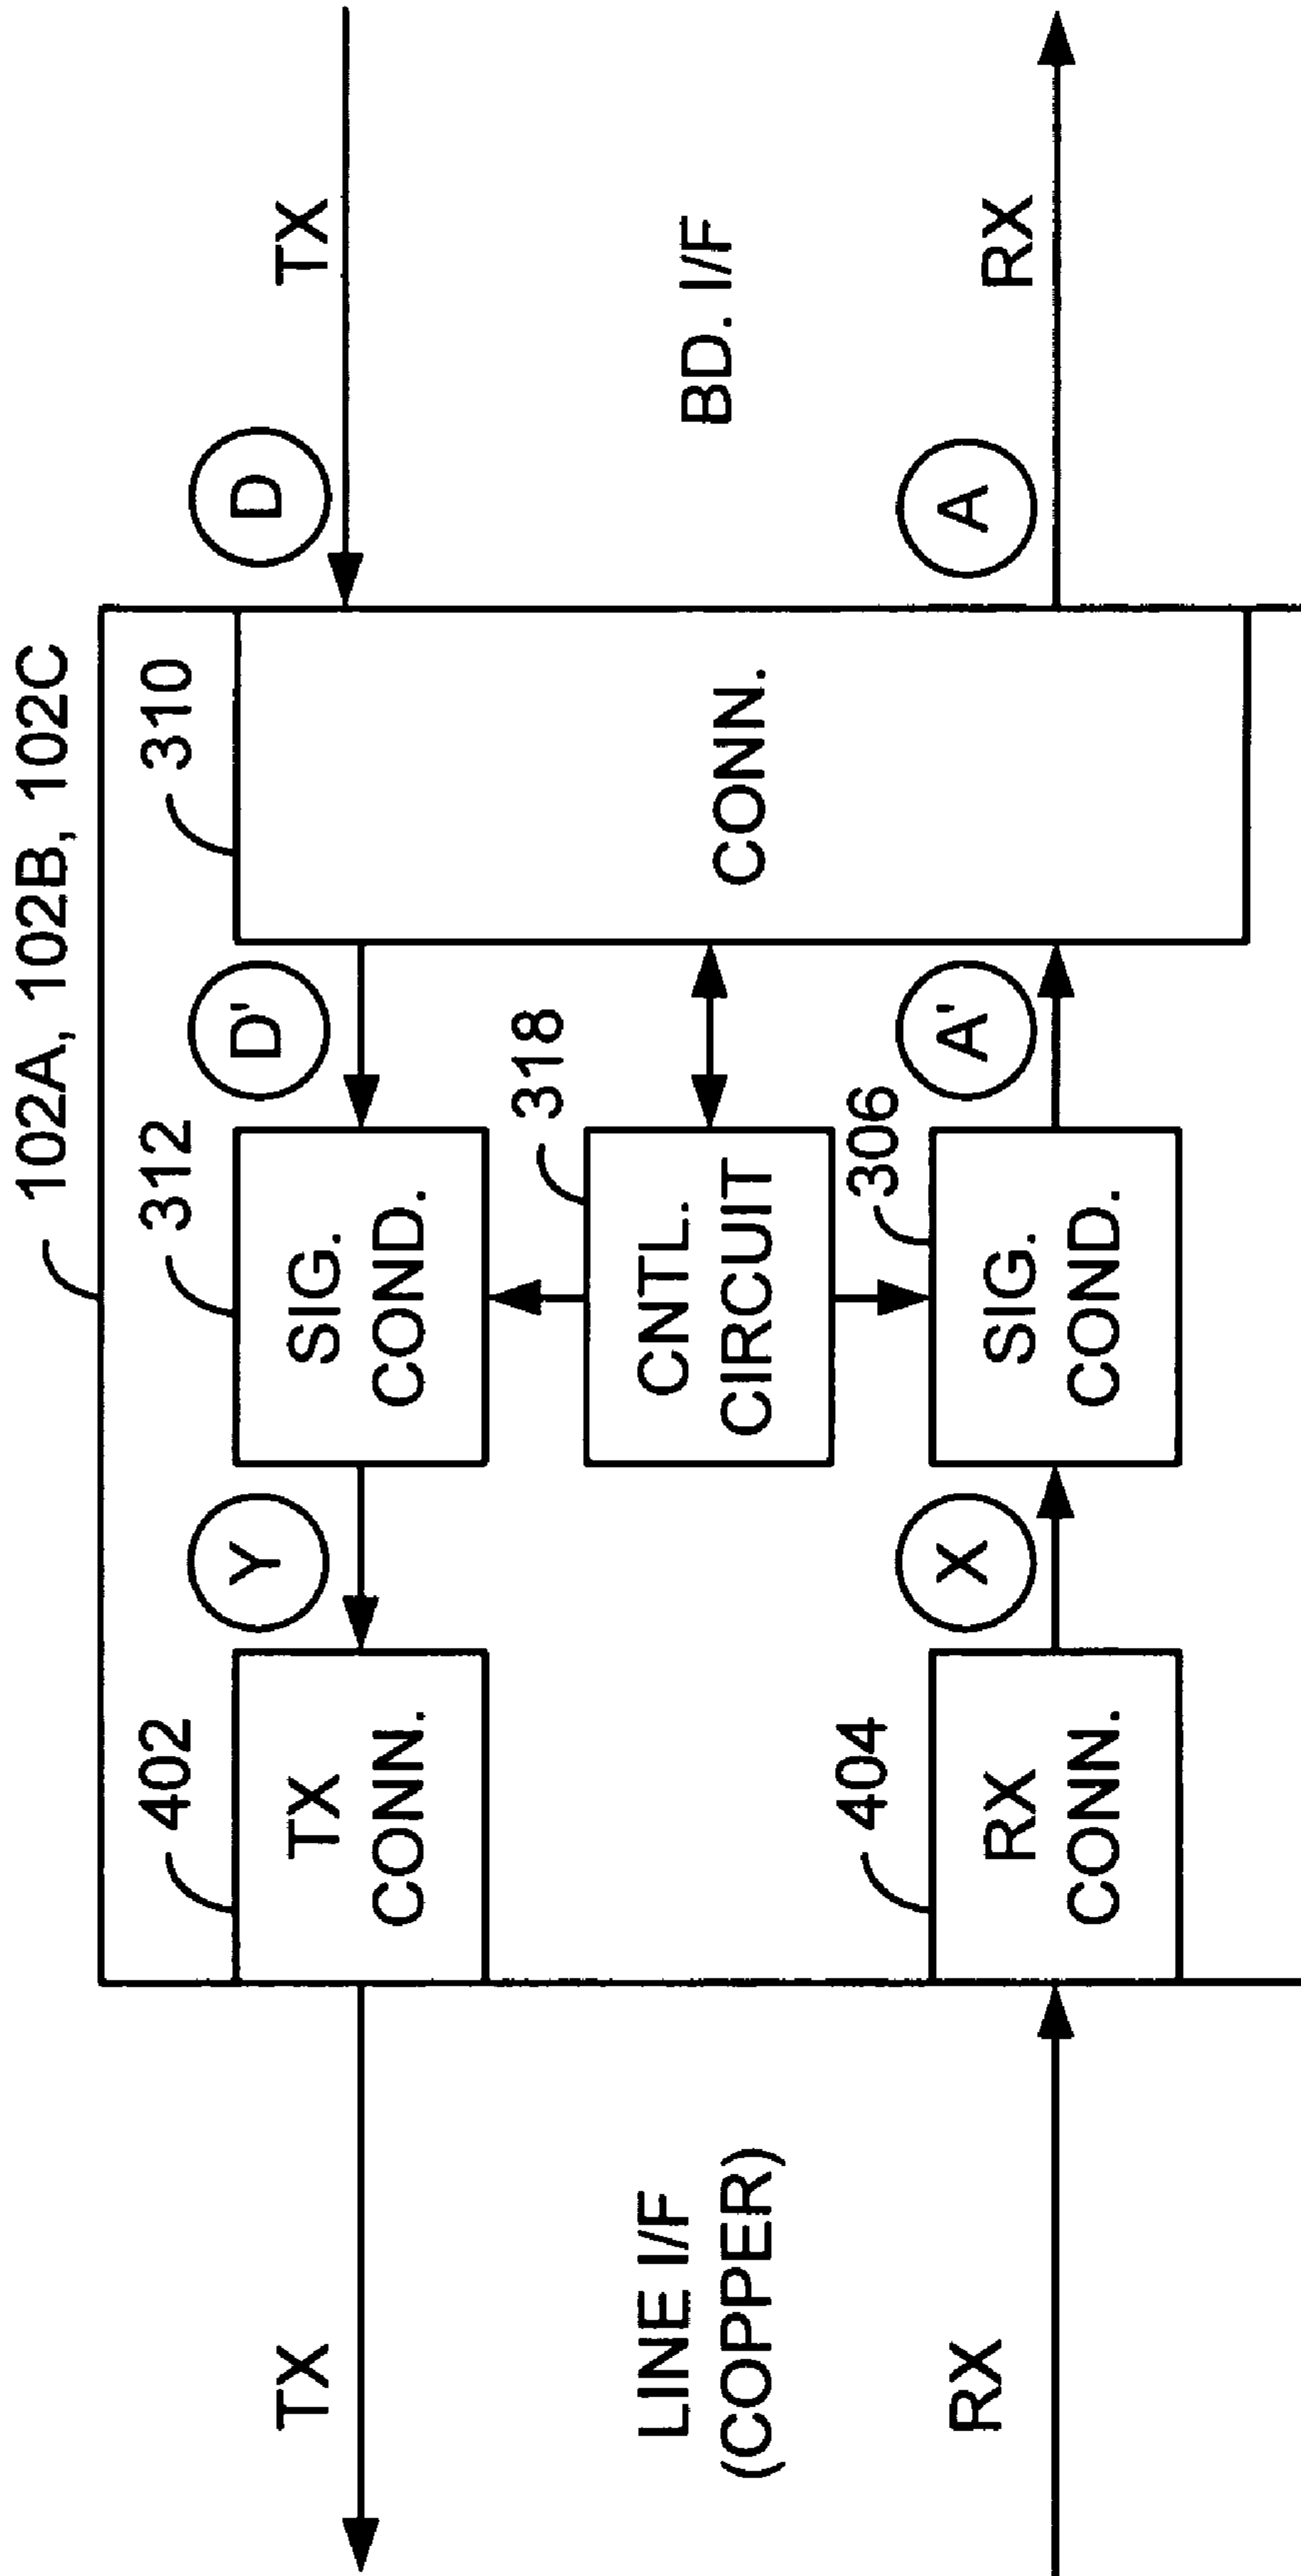 102A, 102B, 102C
402
312
310
TX
TX
CONN.
Y
SIG.
COND.
D'
D
TX
318
LINE I/F
(COPPER)
CNTL.
CIRCUIT
CONN.
BD. I/F
404
306
RX
RX
CONN.
X
SIG.
COND.
A'
A
RX